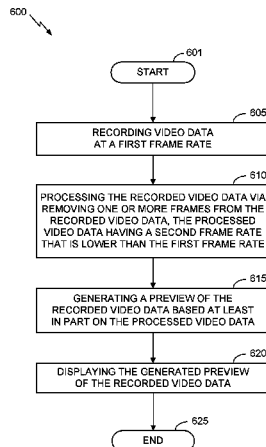 600
601
START
605
RECORDING VIDEO DATA
AT A FIRST FRAME RATE
610
PROCESSING THE RECORDED VIDEO DATA VIA
REMOVING ONE OR MORE FRAMES FROM THE
RECORDED VIDEO DATA, THE PROCESSED
VIDEO DATA HAVING A SECOND FRAME RATE
THAT IS LOWER THAN THE FIRST FRAME RATE
615
GENERATING A PREVIEW OF THE
RECORDED VIDEO DATA BASED AT LEAST
IN PART ON THE PROCESSED VIDEO DATA
620
DISPLAYING THE GENERATED PREVIEW
OF THE RECORDED VIDEO DATA
625
END